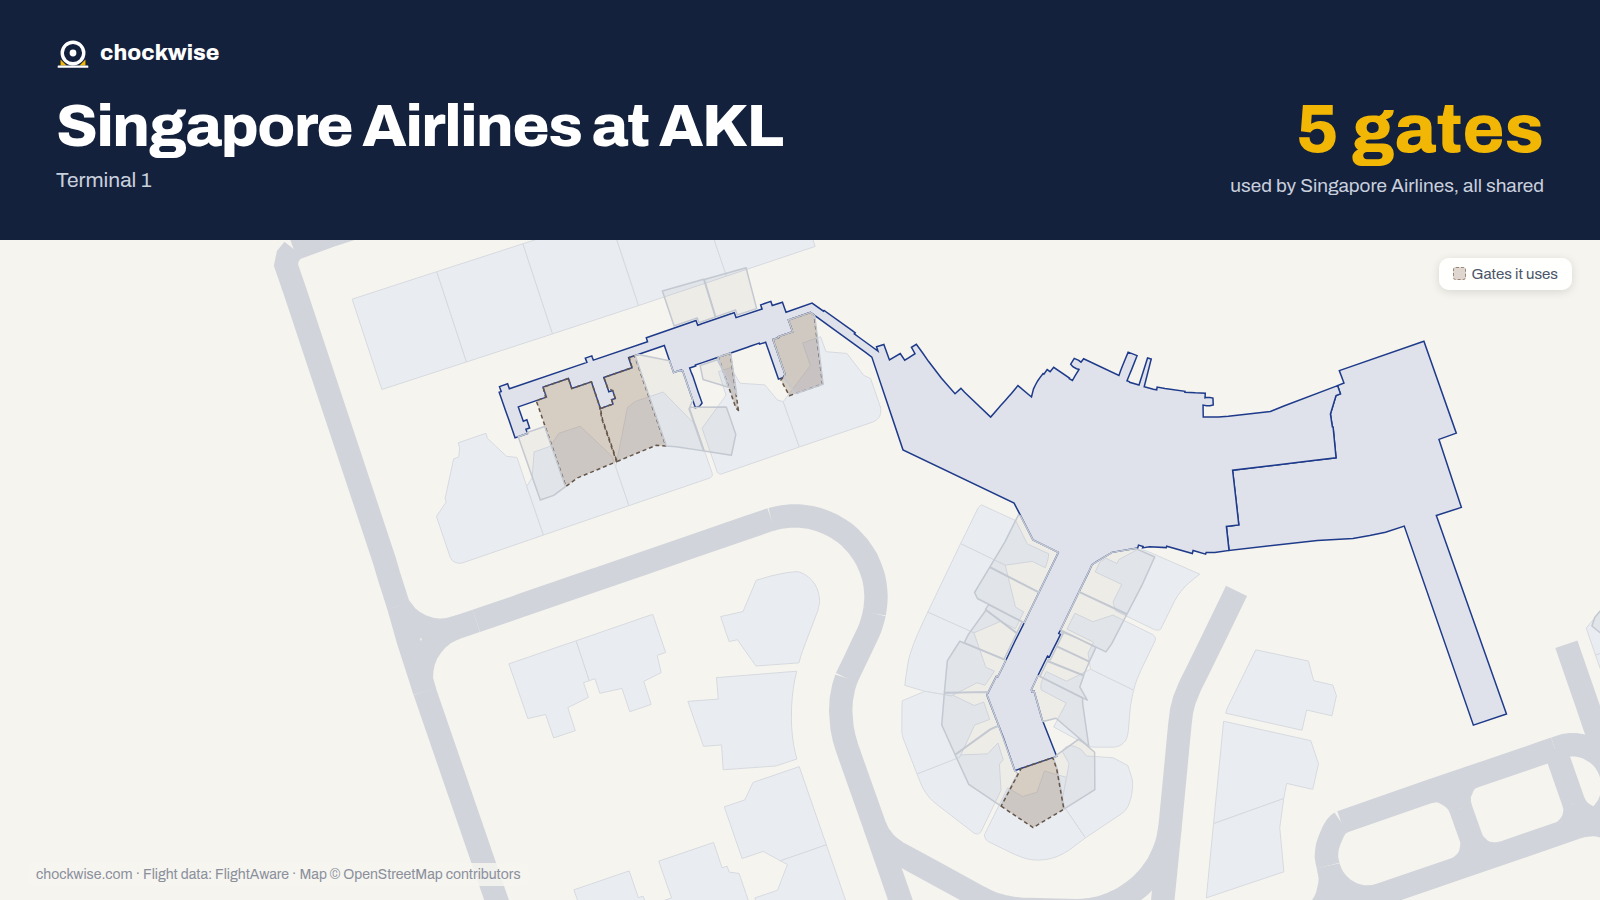 chockwise
Singapore Airlines at AKL
Terminal 1
5 gates
used by Singapore Airlines, all shared
Gates it uses
chockwise.com · Flight data: FlightAware · Map © OpenStreetMap contributors